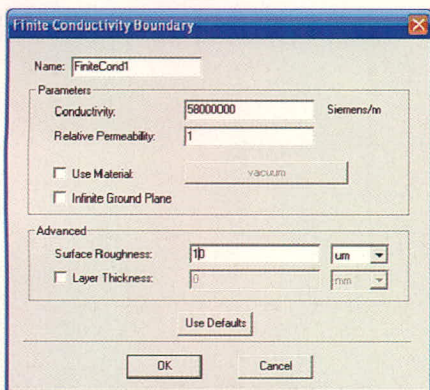 Finite Conductivity Boundary
Name: FiniteCond1
Parameters
Conductivity: 58000000 Siemens/m
Relative Permeability: 1
Use Material: vacuum
Infinite Ground Plane
Advanced
Surface Roughness: 10 um
Layer Thickness: 0 mm
Use Defaults
OK Cancel